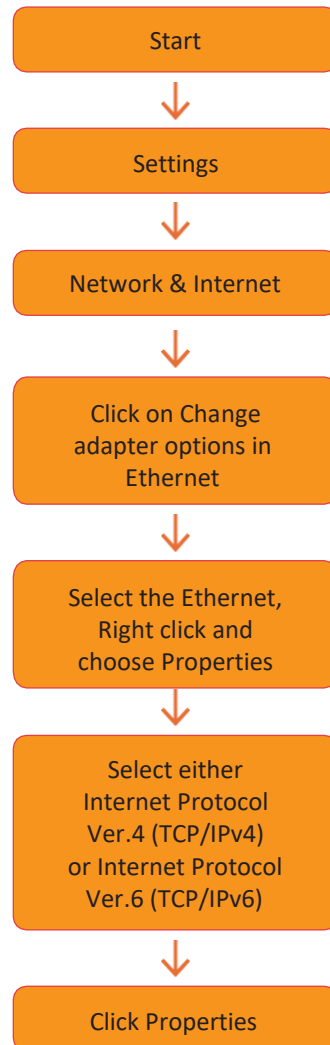 Start
Settings
Network & Internet
Click on Change
adapter options in
Ethernet
Select the Ethernet,
Right click and
choose Properties
Select either
Internet Protocol
Ver.4 (TCP/IPv4)
or Internet Protocol
Ver.6 (TCP/IPv6)
Click Properties